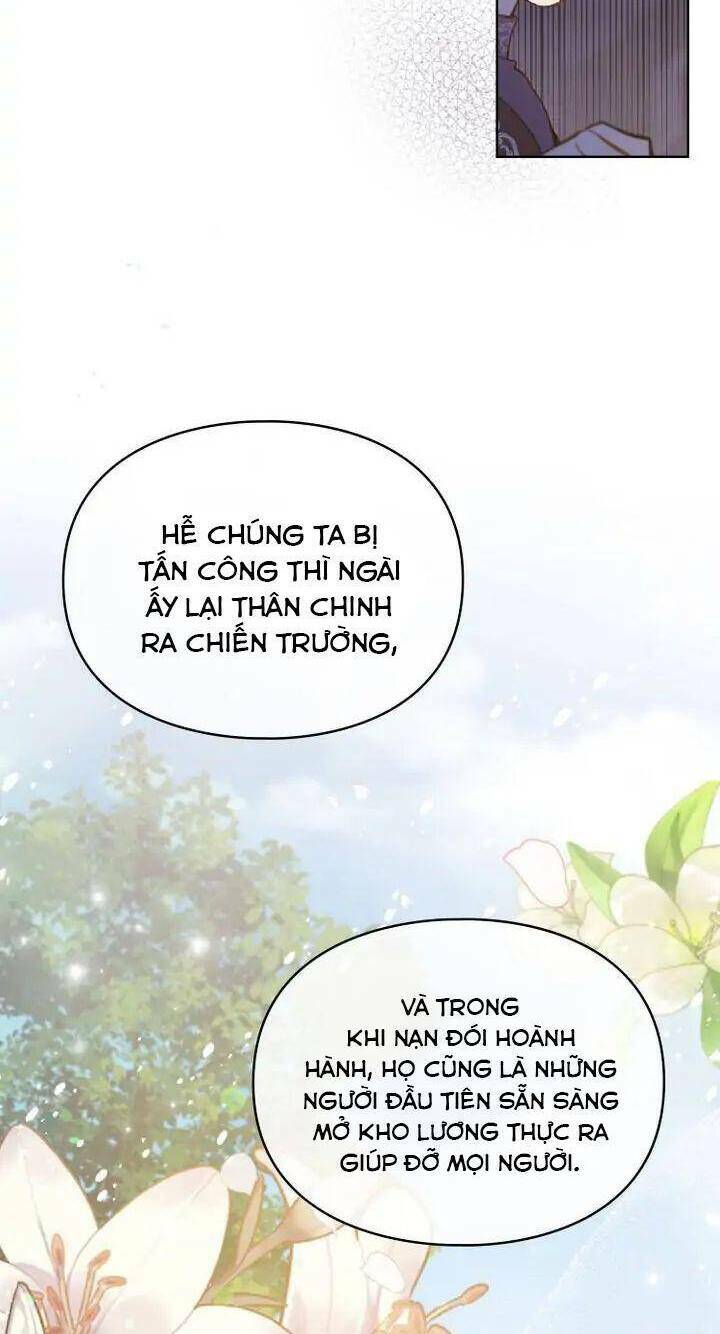 HỄ CHÚNG TA BỊ
TẤN CÔNG THÌ NGÀI
ẤY LẠI THÂN CHINH
RA CHIẾN TRƯỜNG,
VÀ TRONG
KHI NẠN ĐÓI HOÀNH
HÀNH, HỌ CŨNG LÀ NHỮNG
NGƯỜI ĐẦU TIÊN SẴN SÀNG
MỞ KHO LƯƠNG THỰC RA
GIÚP ĐỠ MỌI NGƯỜI.